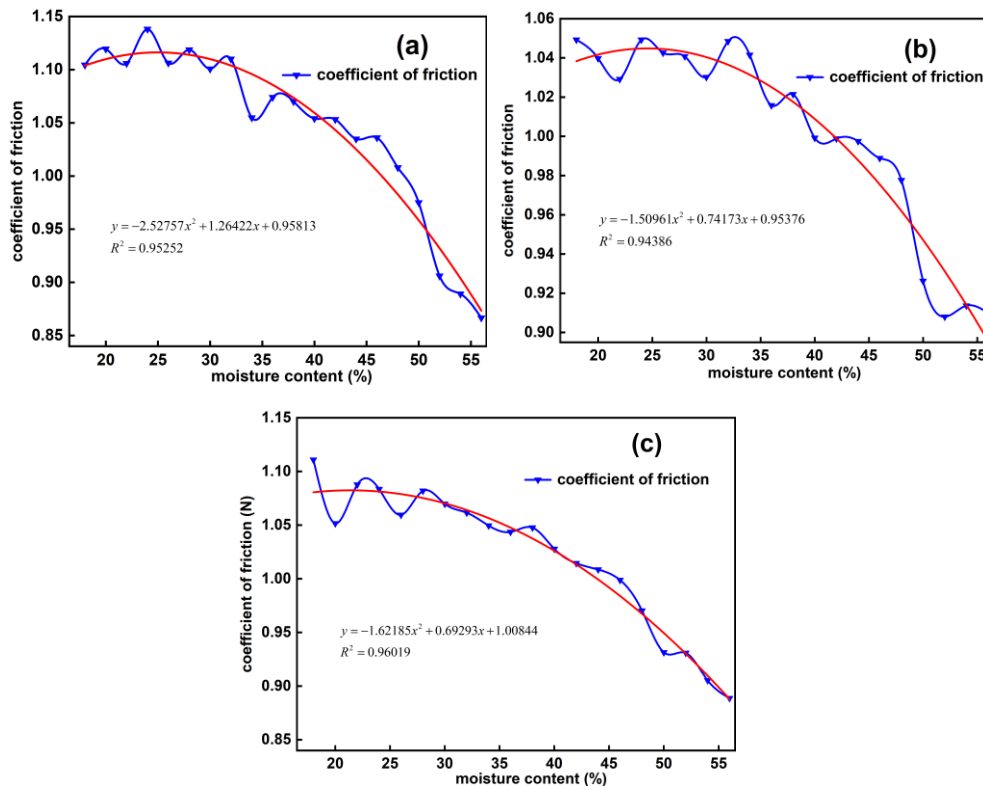 (a)
coefficient of friction
1.15
1.10
1.05
1.00
0.95
0.90
0.85
coefficient of friction
y = −2.52757x² + 1.26422x + 0.95813
R² = 0.95252
20 25 30 35 40 45 50 55
moisture content (%)
(b)
coefficient of friction
1.06
1.04
1.02
1.00
0.98
0.96
0.94
0.92
0.90
coefficient of friction
y = −1.50961x² + 0.74173x + 0.95376
R² = 0.94386
20 25 30 35 40 45 50 55
moisture content (%)
(c)
coefficient of friction
1.15
1.10
1.05
1.00
0.95
0.90
0.85
coefficient of friction (N)
y = −1.62185x² + 0.69293x + 1.00844
R² = 0.96019
20 25 30 35 40 45 50 55
moisture content (%)